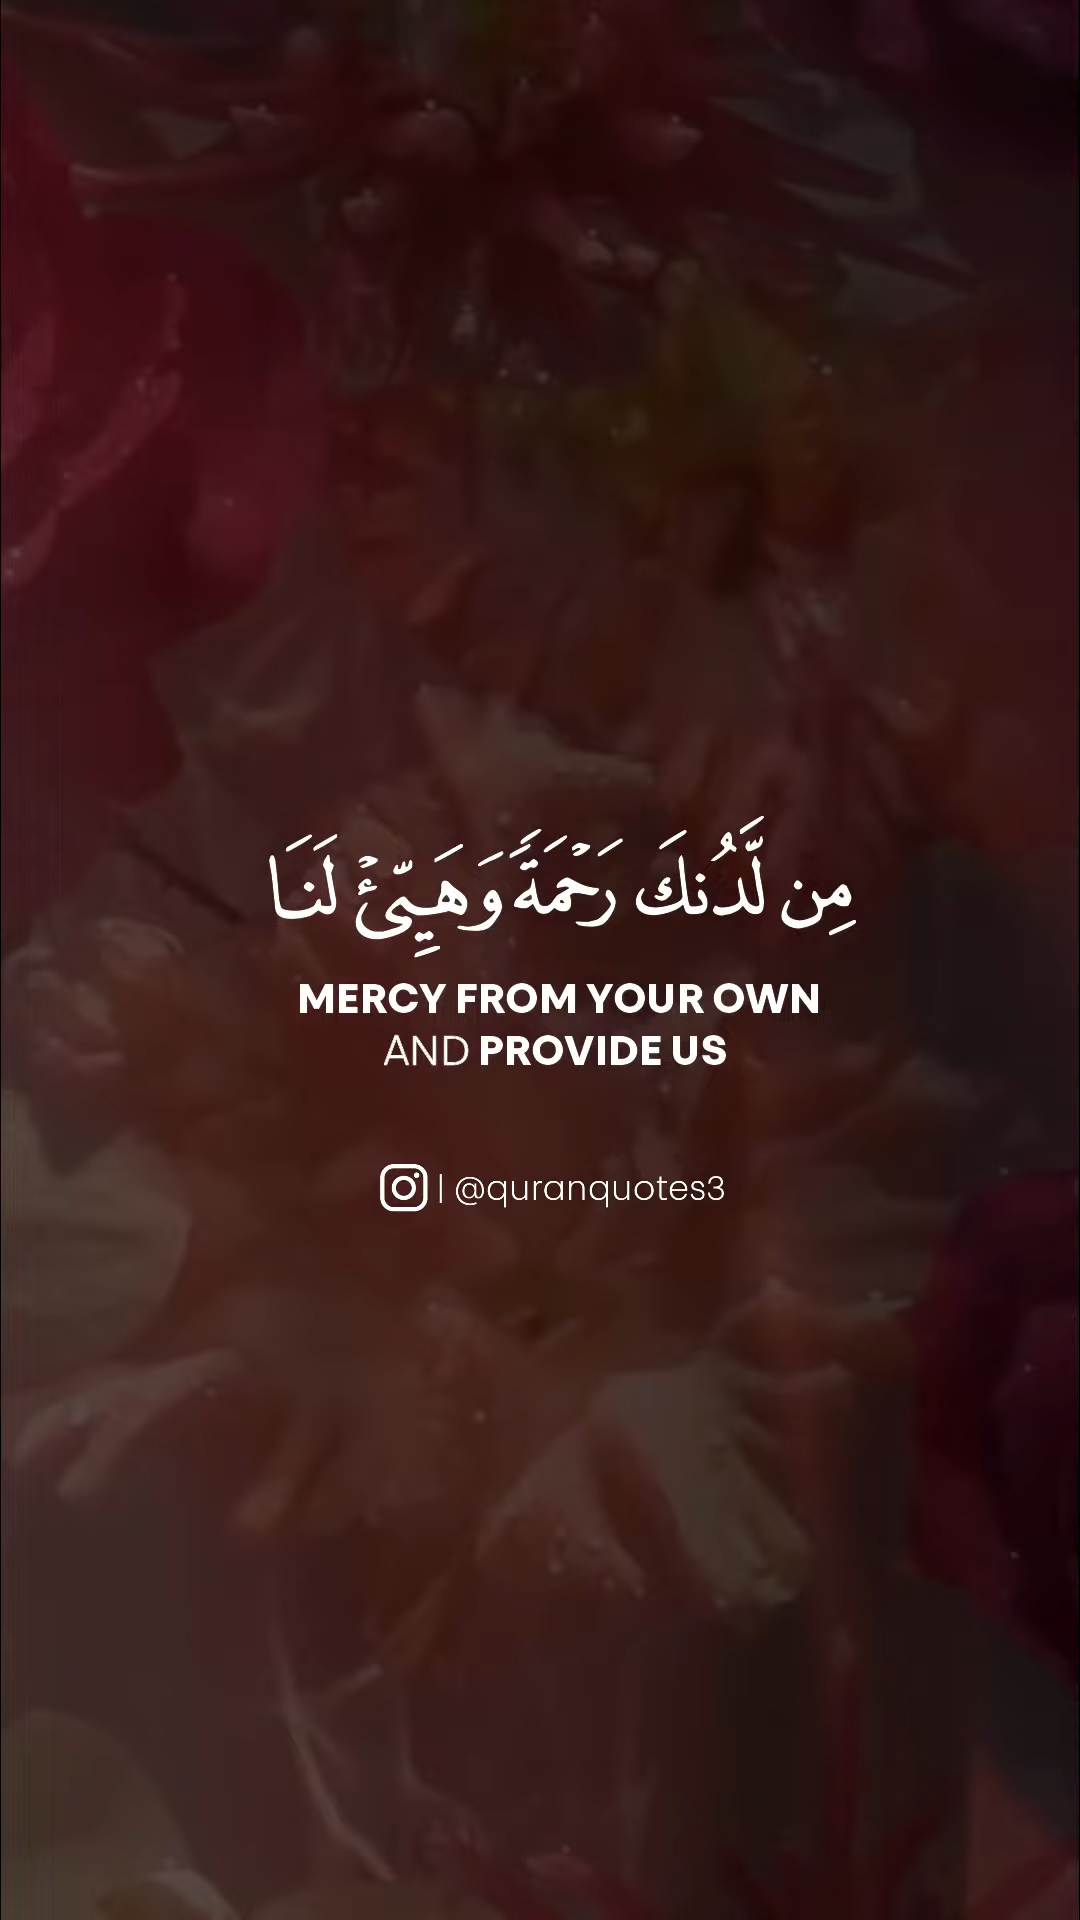 مِن لَّدُنكَ رَحْمَةً وَهَيِّئْ لَنَا
MERCY FROM YOUR OWN
AND PROVIDE US
| @quranquotes3